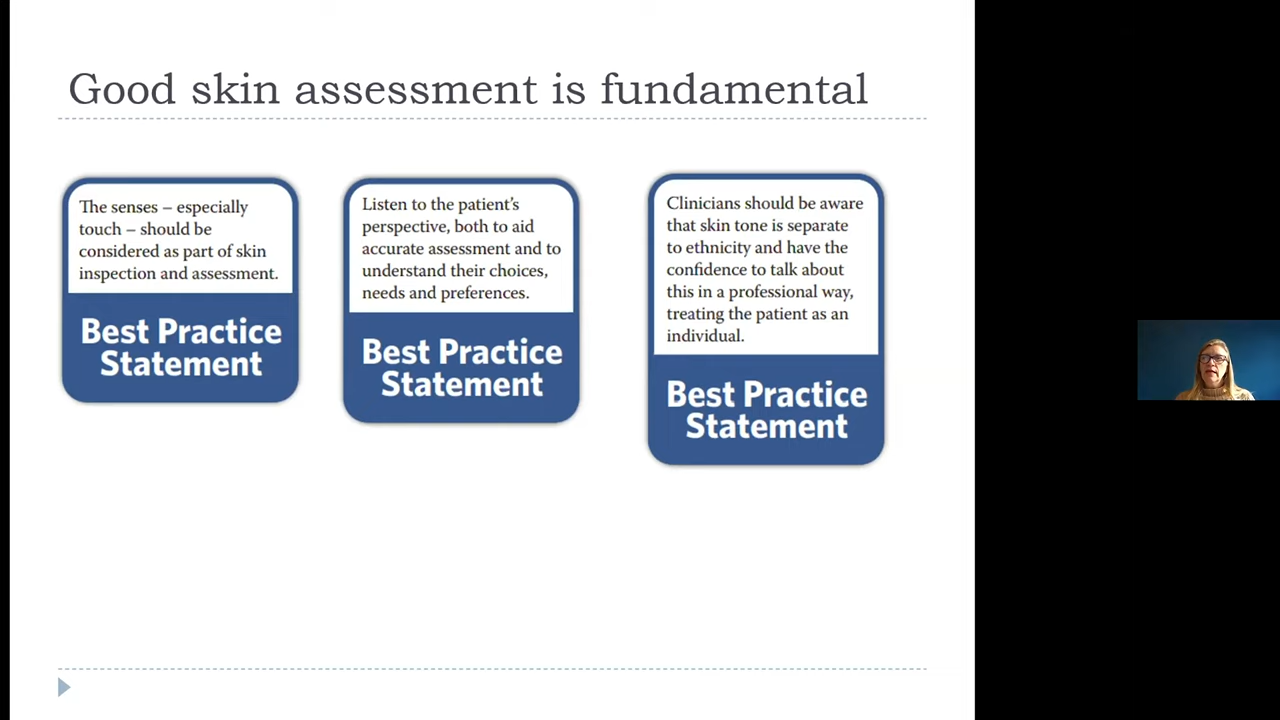 Good skin assessment is fundamental
The senses – especially
touch – should be
considered as part of skin
inspection and assessment.
Best Practice
Statement
Listen to the patient's
perspective, both to aid
accurate assessment and to
understand their choices,
needs and preferences.
Best Practice
Statement
Clinicians should be aware
that skin tone is separate
to ethnicity and have the
confidence to talk about
this in a professional way,
treating the patient as an
individual.
Best Practice
Statement